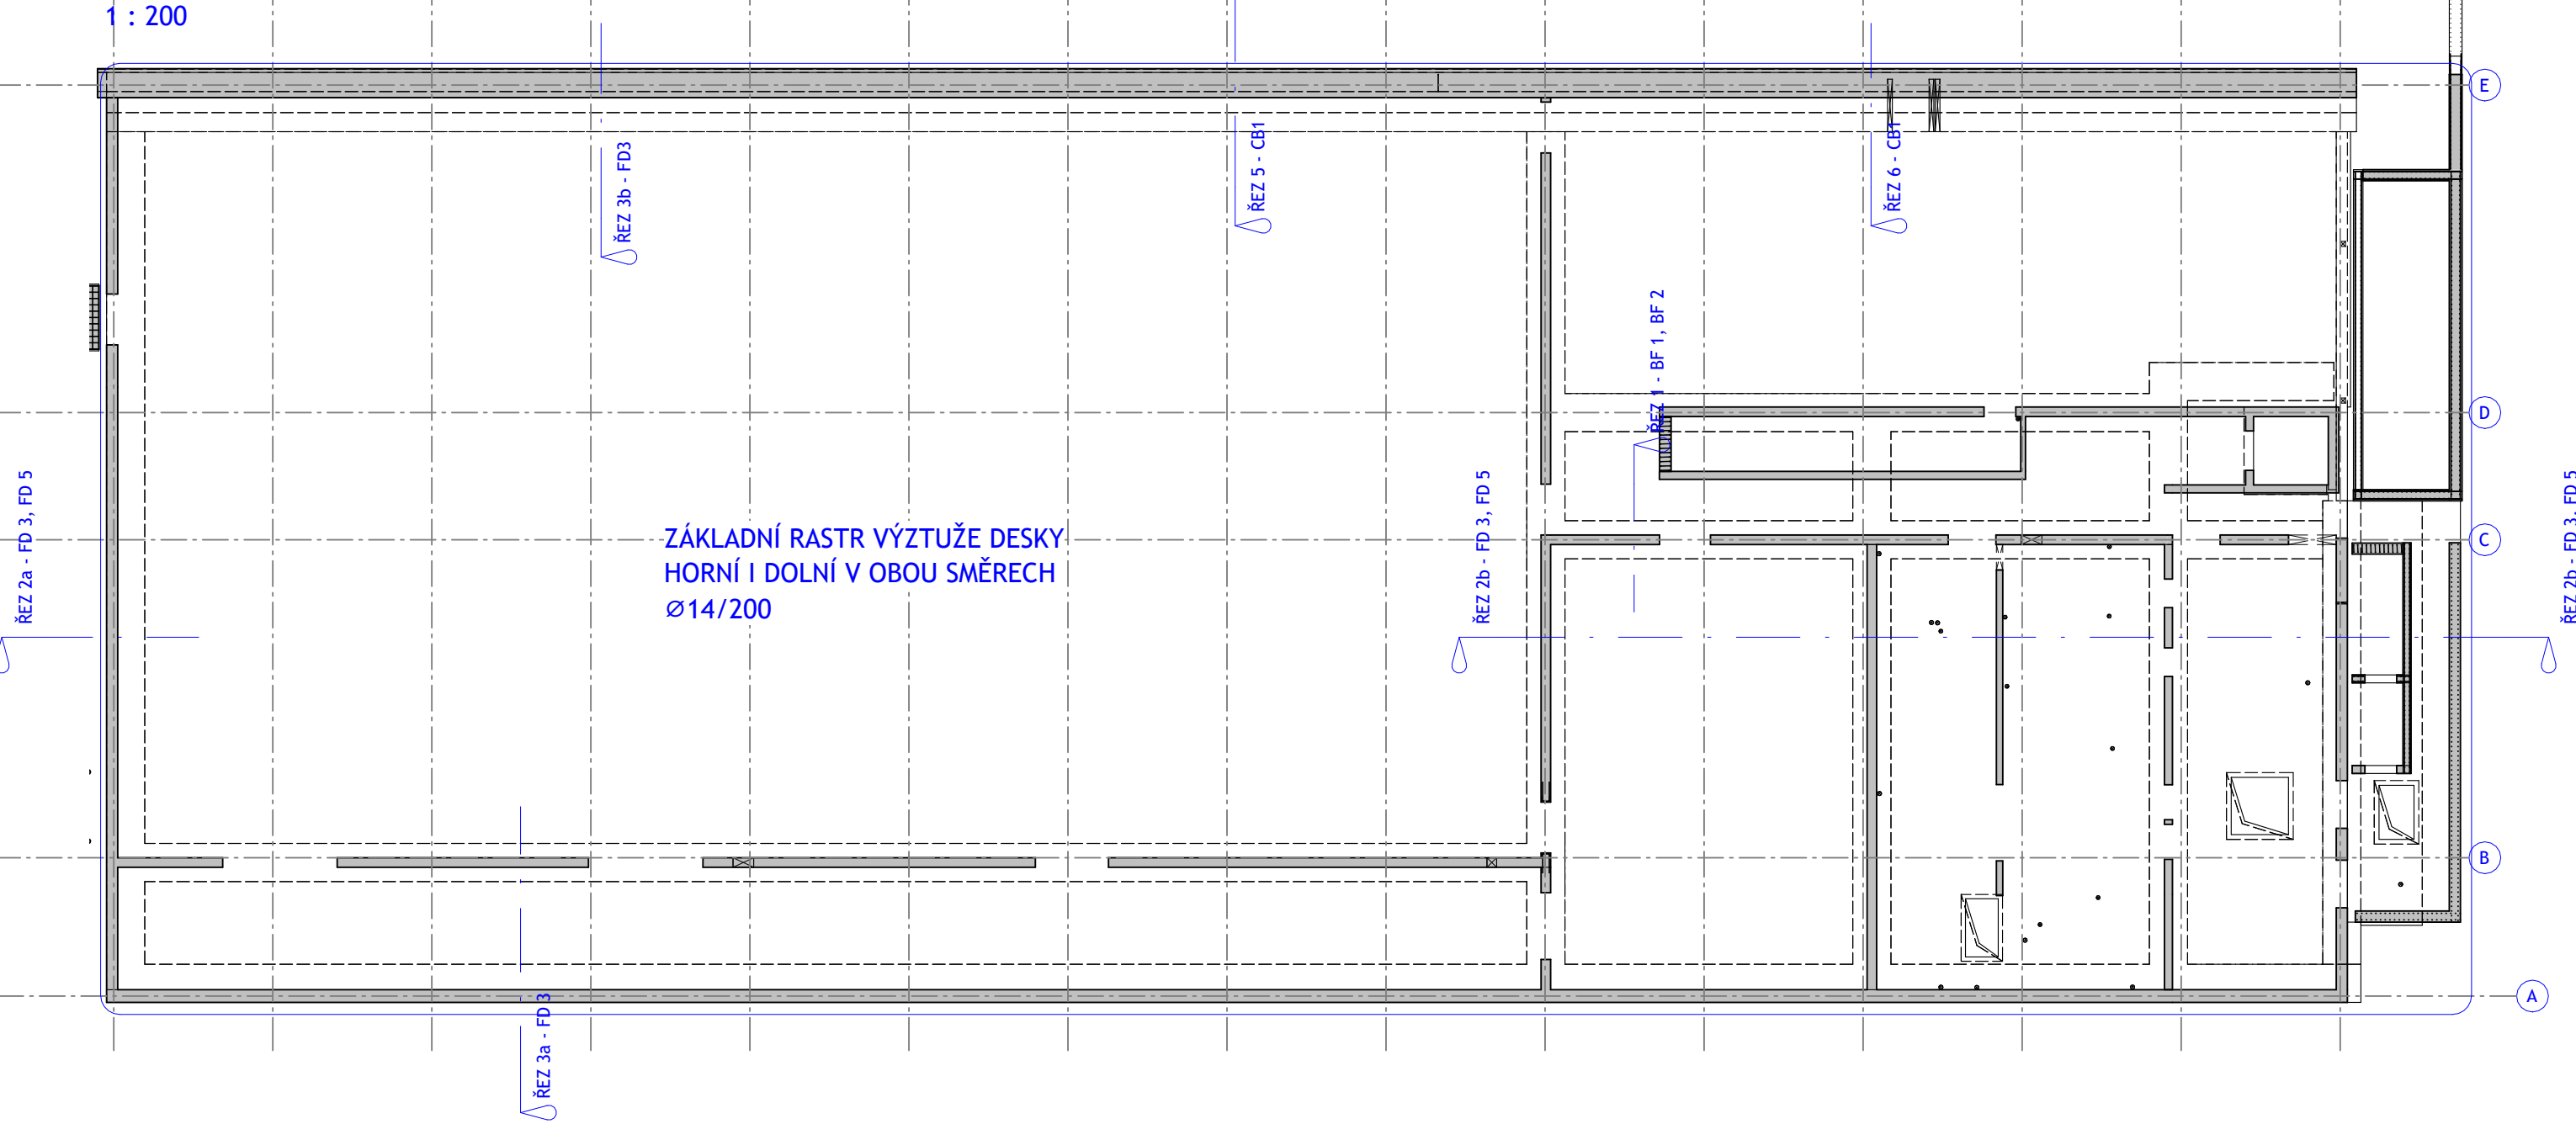 1 : 200
E
ŘEZ 3b - FD3
ŘEZ 5 - CB1
ŘEZ 6 - CB1
ŘEZ 1 - BF 1, BF 2
D
ŘEZ 2a - FD 3, FD 5
ŘEZ 2b - FD 3, FD 5
ŘEZ 2b - FD 3, FD 5
ZÁKLADNÍ RASTR VÝZTUŽE DESKY
HORNÍ I DOLNÍ V OBOU SMĚRECH
∅14/200
C
B
A
ŘEZ 3a - FD 3